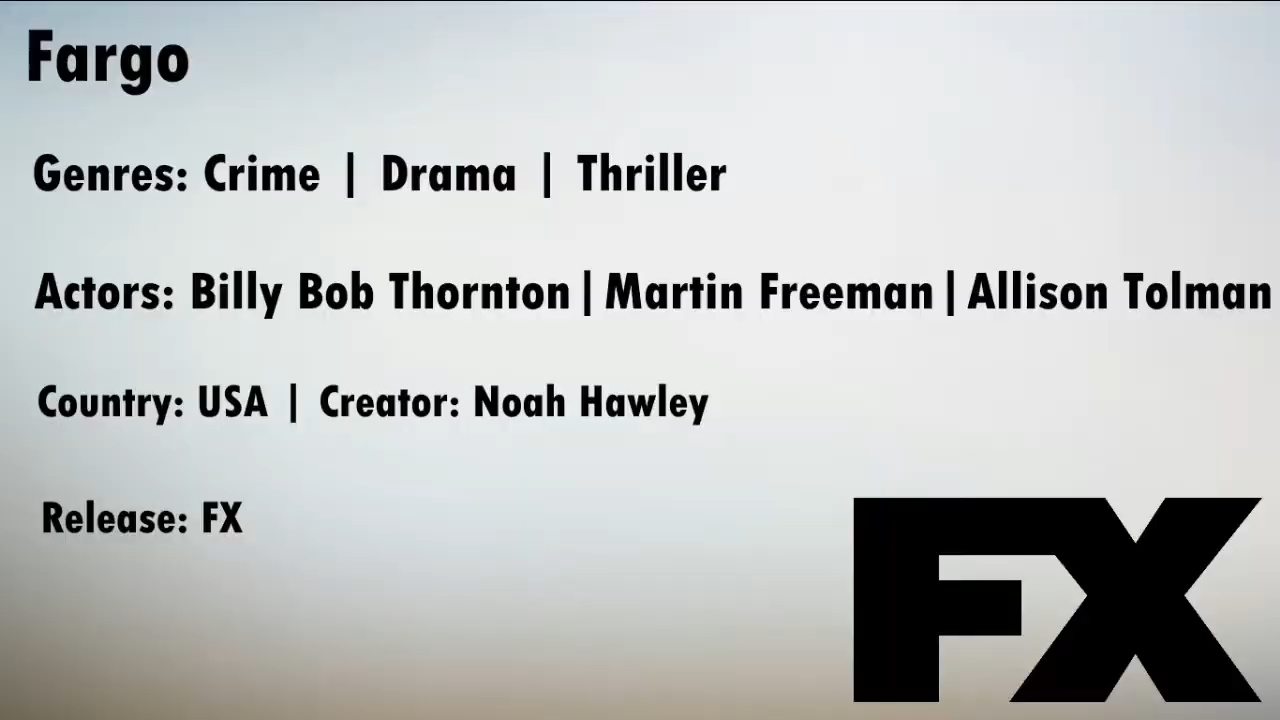 Fargo
Genres: Crime | Drama | Thriller
Actors: Billy Bob Thornton|Martin Freeman|Allison Tolman
Country: USA | Creator: Noah Hawley
Release: FX
FX